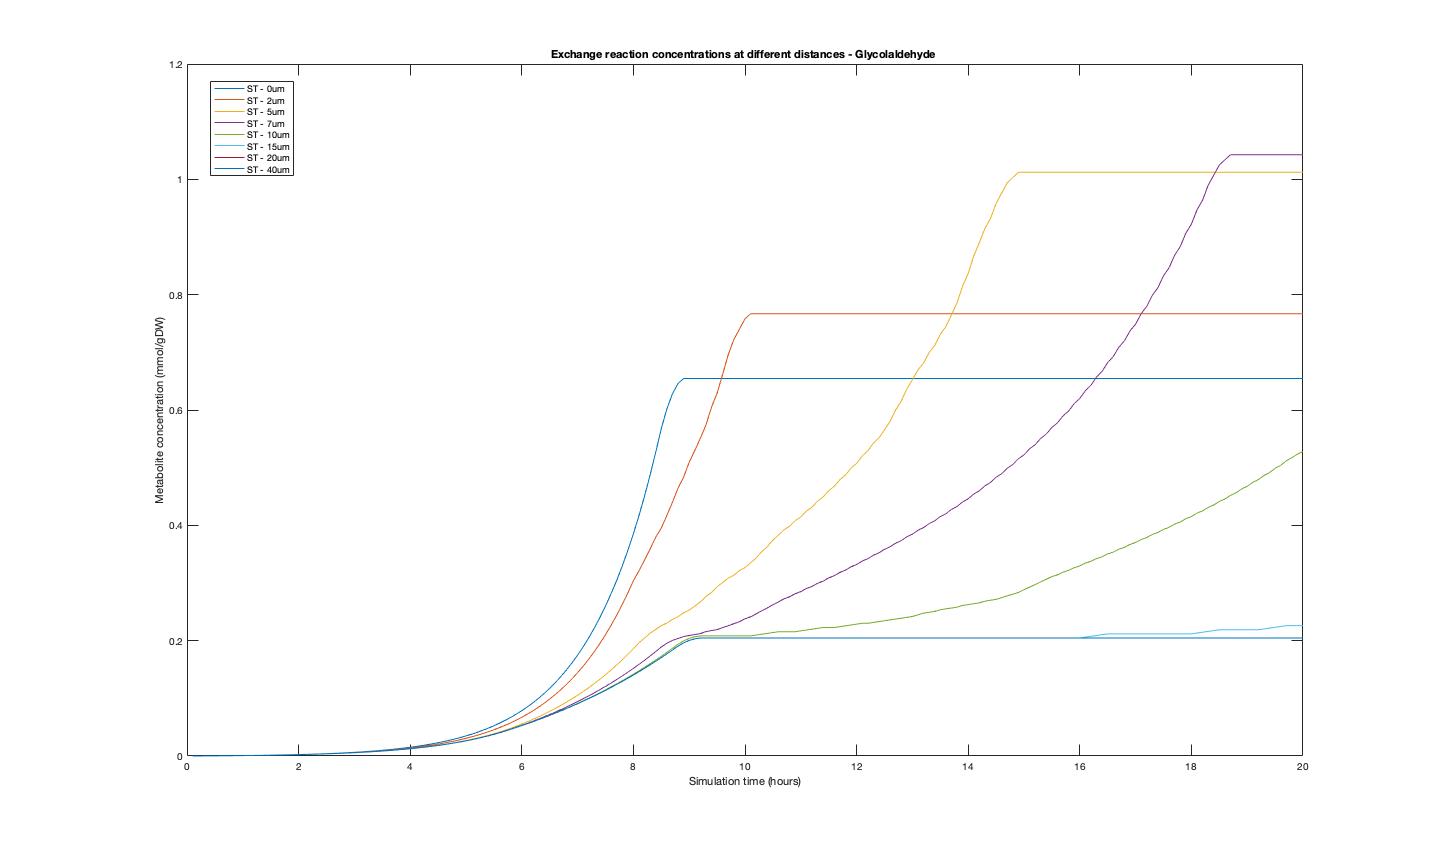 Exchange reaction concentrations at different distances - Glycolaldehyde
1.2
ST - 0um
ST - 2um
ST - 5um
ST - 7um
ST - 10um
ST - 15um
ST - 20um
ST - 40um
1
0.8
0.6
0.4
0.2
0
Metabolite concentration (mmol/gDW)
0 2 4 6 8 10 12 14 16 18 20
Simulation time (hours)